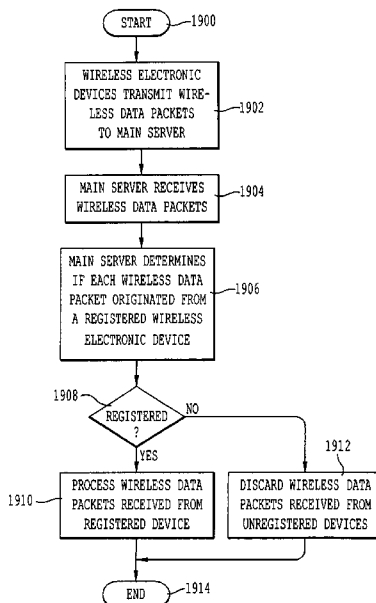 START
1900
WIRELESS ELECTRONIC
DEVICES TRANSMIT WIRE-
LESS DATA PACKETS
TO MAIN SERVER
1902
MAIN SERVER RECEIVES
WIRELESS DATA PACKETS
1904
MAIN SERVER DETERMINES
IF EACH WIRELESS DATA
PACKET ORIGINATED FROM
A REGISTERED WIRELESS
ELECTRONIC DEVICE
1906
1908
REGISTERED
?
NO
YES
1910
PROCESS WIRELESS DATA
PACKETS RECEIVED FROM
REGISTERED DEVICE
1912
DISCARD WIRELESS DATA
PACKETS RECEIVED FROM
UNREGISTERED DEVICES
END
1914